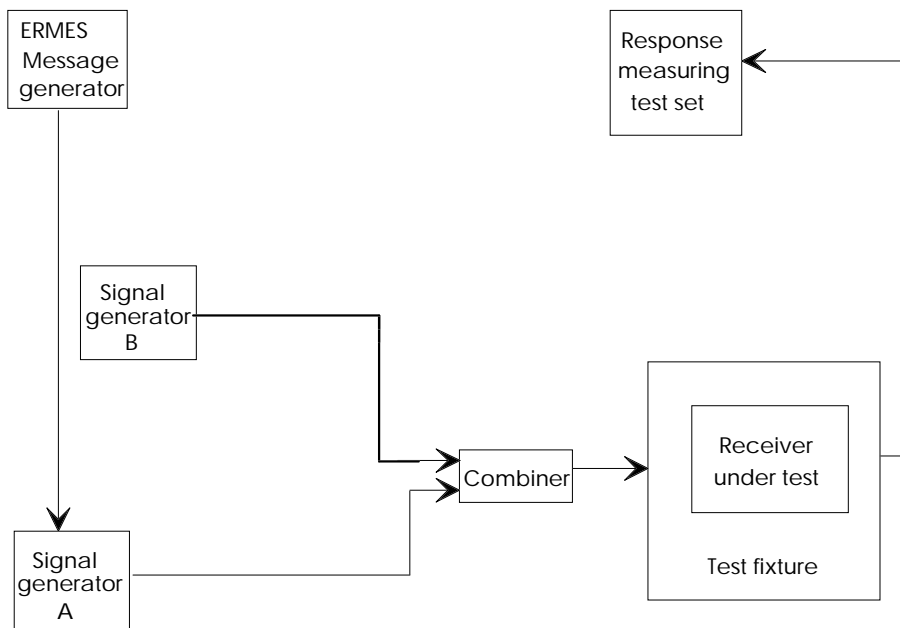 ERMES
Message
generator
Response
measuring
test set
Signal
generator
B
Combiner
Receiver
under test
Test fixture
Signal
generator
A